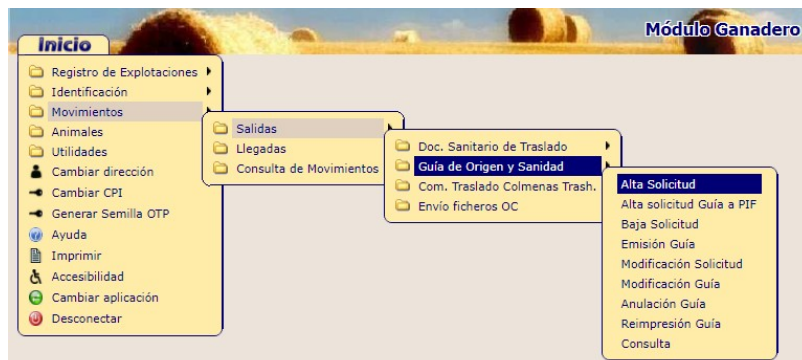 Módulo Ganadero
Inicio
Registro de Explotaciones
Identificación
Movimientos
Animales
Utilidades
Cambiar dirección
Cambiar CPI
Generar Semilla OTP
Ayuda
Imprimir
Accesibilidad
Cambiar aplicación
Desconectar
Salidas
Llegadas
Consulta de Movimientos
Doc. Sanitario de Traslado
Guía de Origen y Sanidad
Com. Traslado Colmenas Trash.
Envío ficheros OC
Alta Solicitud
Alta solicitud Guía a PIF
Baja Solicitud
Emisión Guía
Modificación Solicitud
Modificación Guía
Anulación Guía
Reimpresión Guía
Consulta